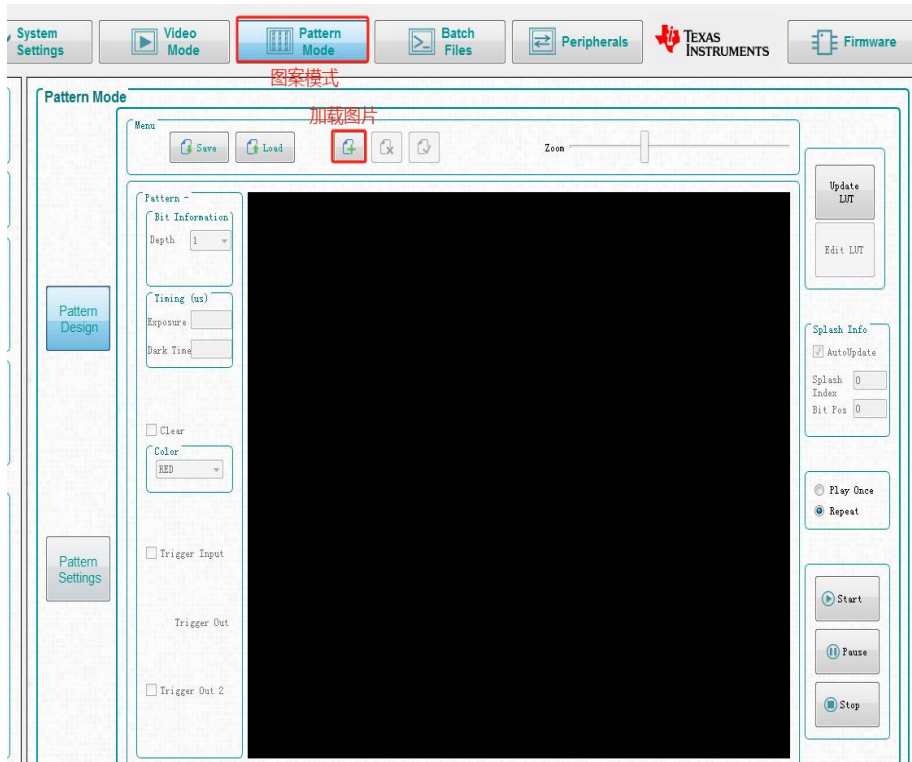 System
Settings
Video
Mode
Pattern
Mode
Batch
Files
Peripherals
TEXAS
INSTRUMENTS
Firmware
图案模式
Pattern Mode
加载图片
Menu
Save
Load
Zoom
Update
LUT
Edit LUT
Pattern -
Bit Information
Depth 1
Timing (us)
Exposure
Dark Time
Pattern
Design
Splash Info
AutoUpdate
Splash 0
Index
Bit Pos 0
Clear
Color
RED
Play Once
Repeat
Trigger Input
Pattern
Settings
Trigger Out
Trigger Out 2
Start
Pause
Stop